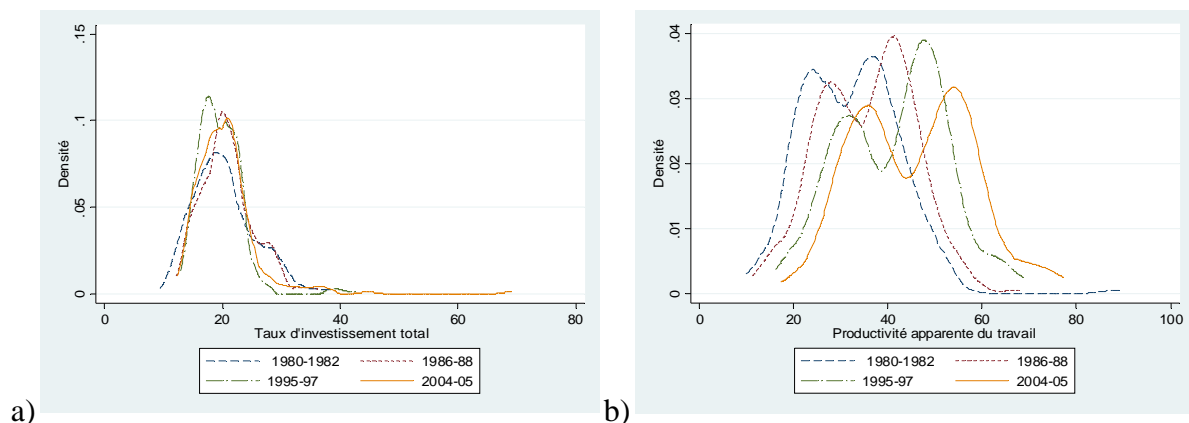 a)
Densité
.15
.1
.05
0
0 20 40 60 80
Taux d'investissement total
1980-1982 1986-88
1995-97 2004-05
b)
Densité
.04
.03
.02
.01
0
0 20 40 60 80 100
Productivité apparente du travail
1980-1982 1986-88
1995-97 2004-05